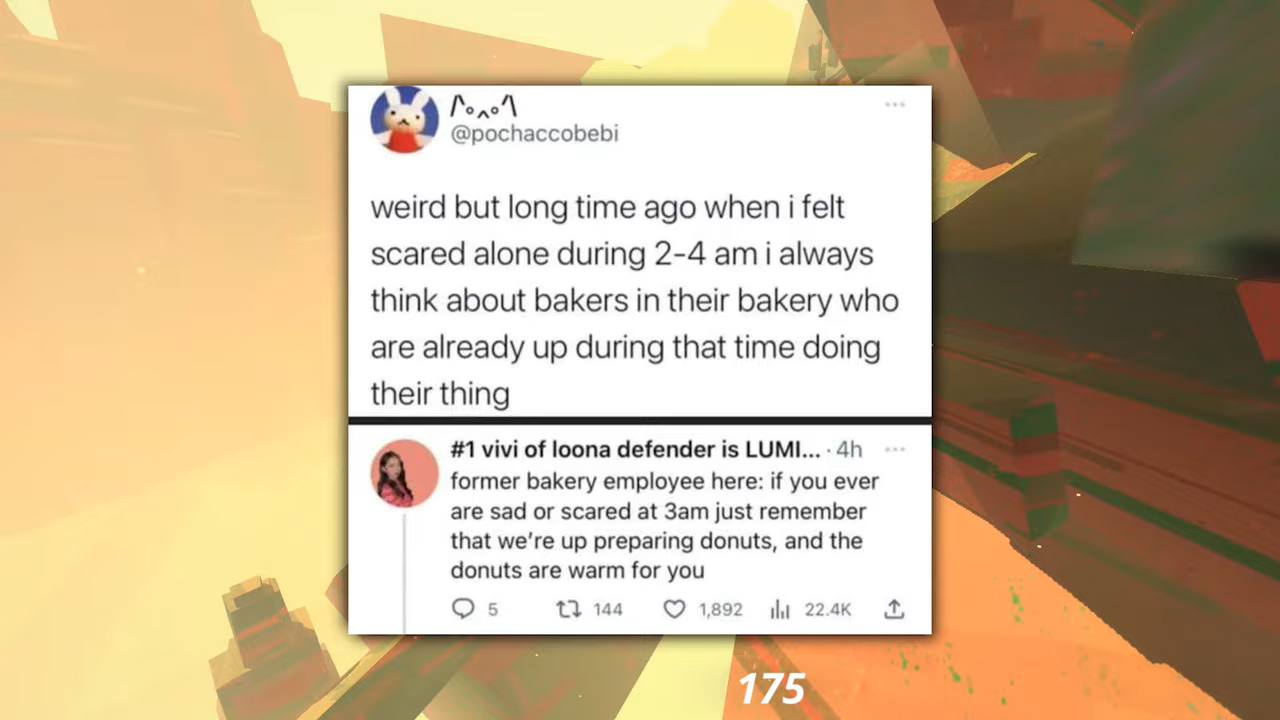 /\ₒ^ₒ/\
@pochaccobebi
weird but long time ago when i felt
scared alone during 2-4 am i always
think about bakers in their bakery who
are already up during that time doing
their thing
#1 vivi of loona defender is LUMI... · 4h
former bakery employee here: if you ever
are sad or scared at 3am just remember
that we're up preparing donuts, and the
donuts are warm for you
5 144 1,892 22.4K
175